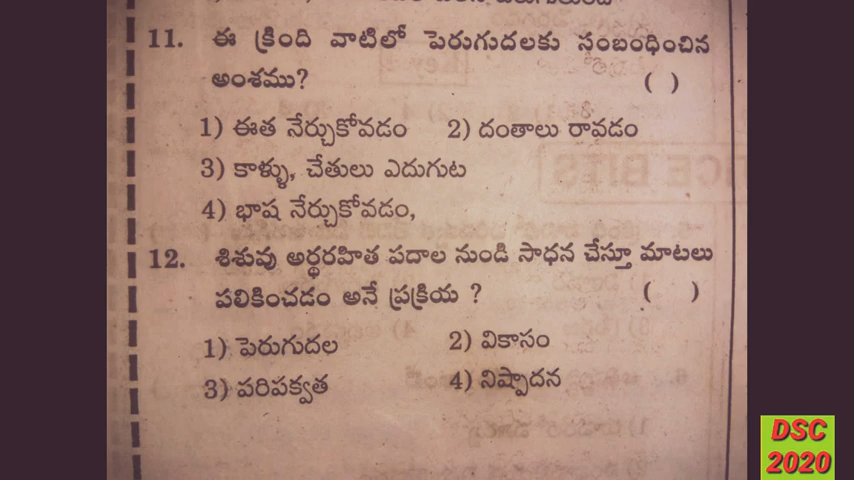 11. ఈ క్రింది వాటిలో పెరుగుదలకు సంబంధించిన
అంశము? ( )
1) ఈత నేర్చుకోవడం 2) దంతాలు రావడం
3) కాళ్ళు, చేతులు ఎదుగుట
4) భాష నేర్చుకోవడం,
12. శిశువు అర్థరహిత పదాల నుండి సాధన చేస్తూ మాటలు
పలికించడం అనే ప్రక్రియ ? ( )
1) పెరుగుదల 2) వికాసం
3) పరిపక్వత 4) నిష్పాదన
DSC
2020